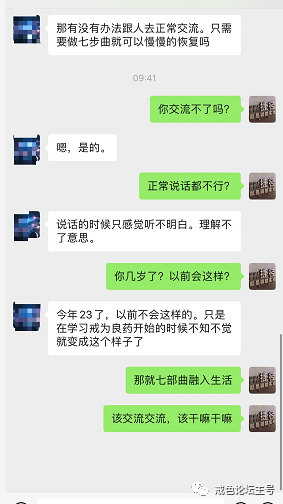 那有没有办法跟人去正常交流。只需
要做七步曲就可以慢慢的恢复吗
09:41
你交流不了吗?
嗯，是的。
正常说话都不行?
说话的时候只感觉听不明白。理解不
了意思。
你几岁了? 以前会这样?
今年23了，以前不会这样的。只是
在学习戒为良药开始的时候不知不觉
就变成这个样子了
那就七部曲融入生活
该交流交流，该干嘛干嘛
戒色论坛主号